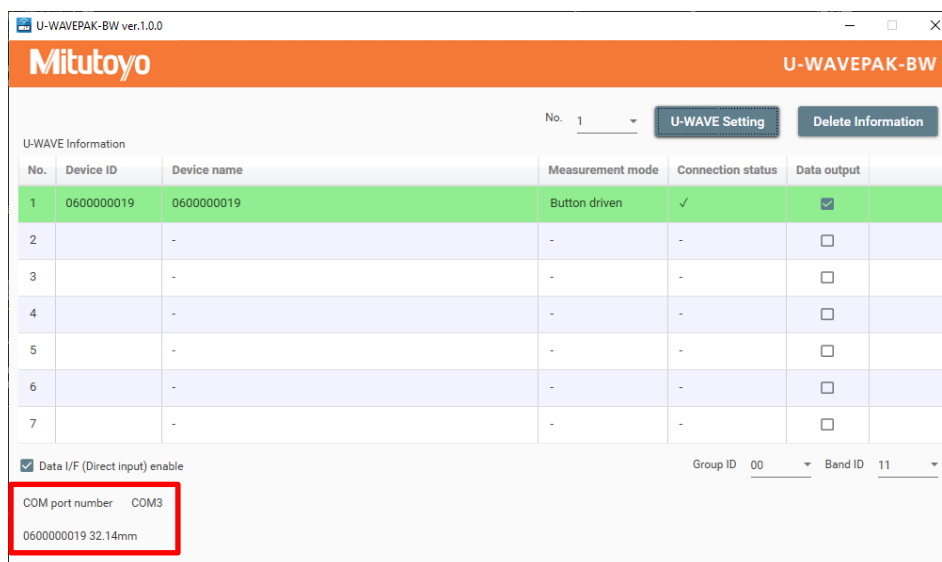 U-WAVEPAK-BW ver.1.0.0
Mitutoyo U-WAVEPAK-BW
No. 1 U-WAVE Setting Delete Information
U-WAVE Information
No. Device ID Device name Measurement mode Connection status Data output
1 0600000019 0600000019 Button driven ✓
2 - - -
3 - - -
4 - - -
5 - - -
6 - - -
7 - - -
Data I/F (Direct input) enable Group ID 00 Band ID 11
COM port number COM3
0600000019 32.14mm